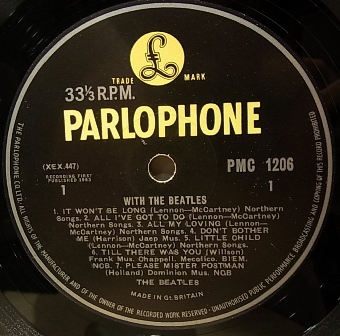 £
TRADE MARK
33⅓ R.P.M.
PARLOPHONE
(XEX.447)
PMC 1206
RECORDING FIRST
PUBLISHED 1963
1
1
WITH THE BEATLES
1. IT WON'T BE LONG (Lennon—McCartney) Northern
Songs. 2. ALL I'VE GOT TO DO (Lennon—McCartney)
Northern Songs. 3. ALL MY LOVING (Lennon—
McCartney) Northern Songs. 4. DON'T BOTHER
ME (Harrison) Jaep Mus. 5. LITTLE CHILD
(Lennon—McCartney) Northern Songs.
6. TILL THERE WAS YOU (Willson)
Frank Mus. Chappell. Mecolico. BIEM.
NCB. 7. PLEASE MISTER POSTMAN
(Holland) Dominion Mus. NCB
THE BEATLES
MADE IN GT. BRITAIN
THE PARLOPHONE CO. LTD. ALL RIGHTS OF THE MANUFACTURER AND OF THE OWNER OF THE RECORDED WORK RESERVED. UNAUTHORISED PUBLIC PERFORMANCE BROADCASTING AND COPYING OF THIS RECORD PROHIBITED